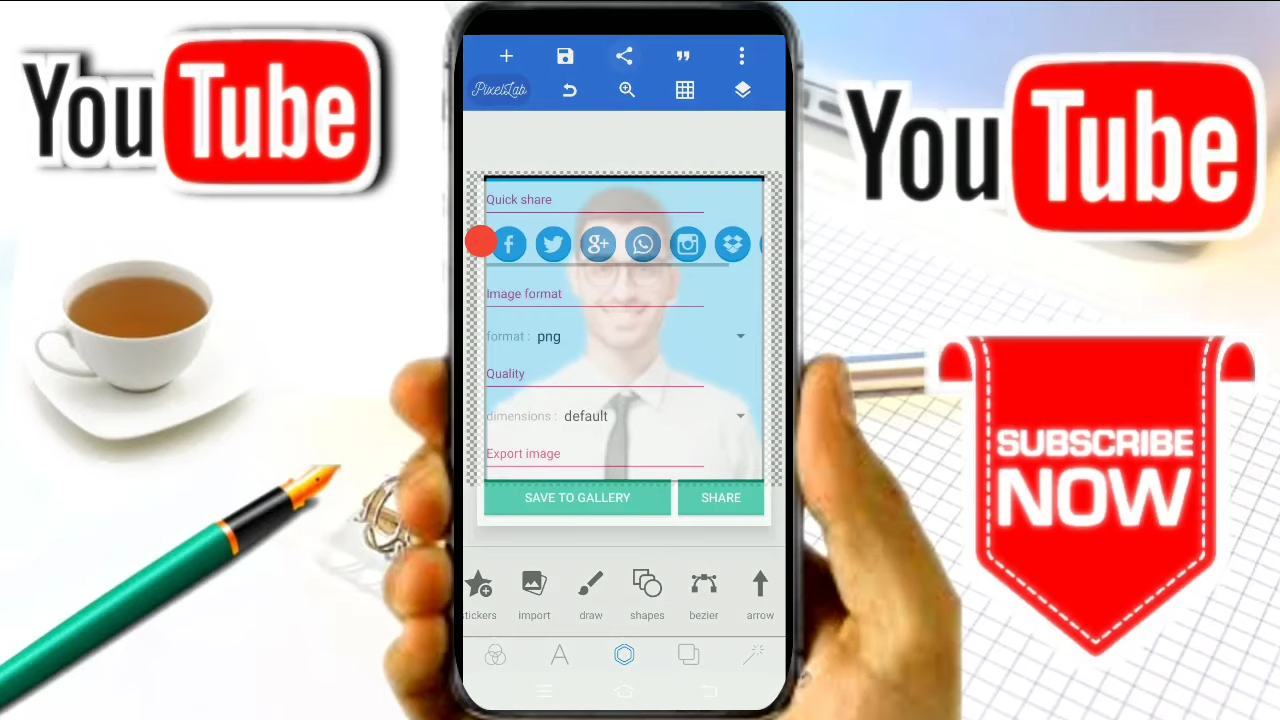 YouTube
YouTube
PixelLab
Quick share
f
g+
Image format
format : png
Quality
dimensions : default
Export image
SAVE TO GALLERY
SHARE
tickers
import
draw
shapes
bezier
arrow
A
SUBSCRIBE
NOW